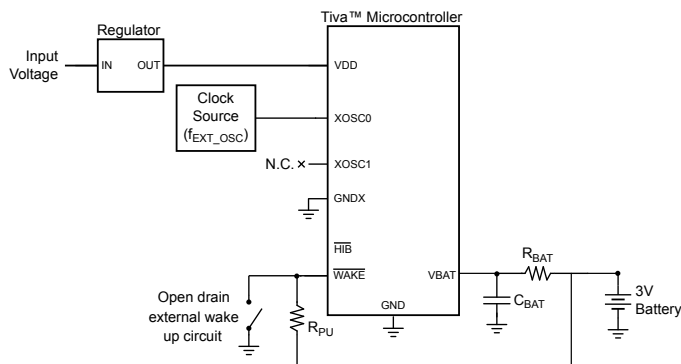 Tiva™ Microcontroller
Regulator
Input
Voltage
IN
OUT
VDD
Clock
Source
(fEXT_OSC)
XOSC0
N.C.
XOSC1
GNDX
HIB
WAKE
VBAT
RBAT
Open drain
external wake
up circuit
RPU
GND
CBAT
3V
Battery